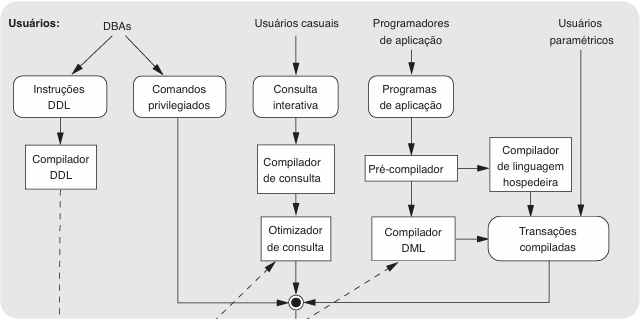 Usuários:
DBAs
Usuários casuais
Programadores
de aplicação
Usuários
paramétricos
Instruções
DDL
Comandos
privilegiados
Consulta
interativa
Programas
de aplicação
Compilador
DDL
Compilador
de consulta
Pré-compilador
Compilador
de linguagem
hospedeira
Otimizador
de consulta
Compilador
DML
Transações
compiladas